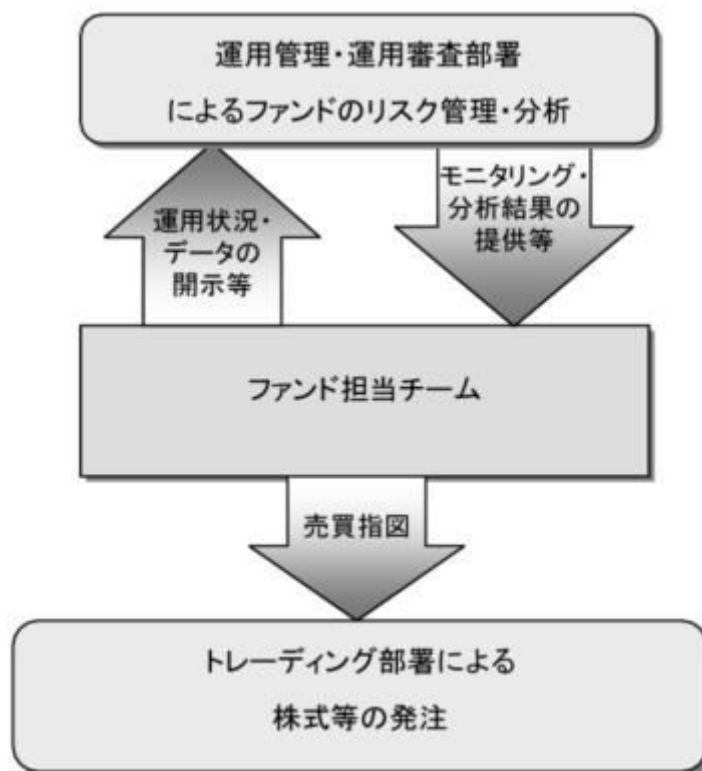 運用管理・運用審査部署
によるファンドのリスク管理・分析
運用状況・
データの
開示等
モニタリング・
分析結果の
提供等
ファンド担当チーム
売買指図
トレーディング部署による
株式等の発注